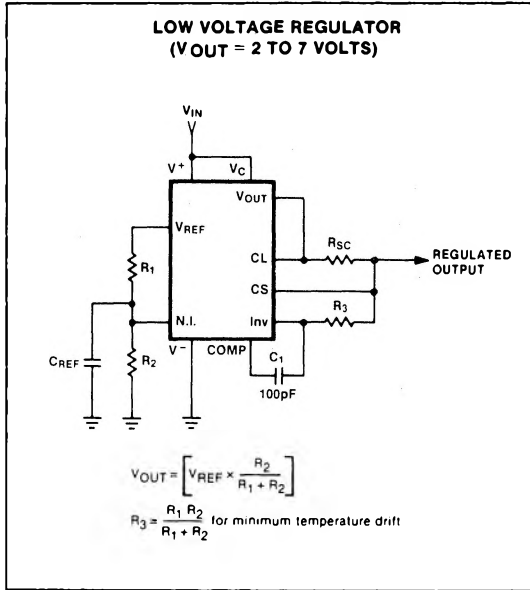 LOW VOLTAGE REGULATOR
(VOUT = 2 TO 7 VOLTS)
VIN
V+ VC
VOUT
VREF
R1
CL RSC REGULATED
OUTPUT
CS
R3
N.I. Inv
V- COMP C1
CREF R2
100pF
VOUT = [VREF × R2 / (R1 + R2)]
R3 = R1 R2 / (R1 + R2) for minimum temperature drift